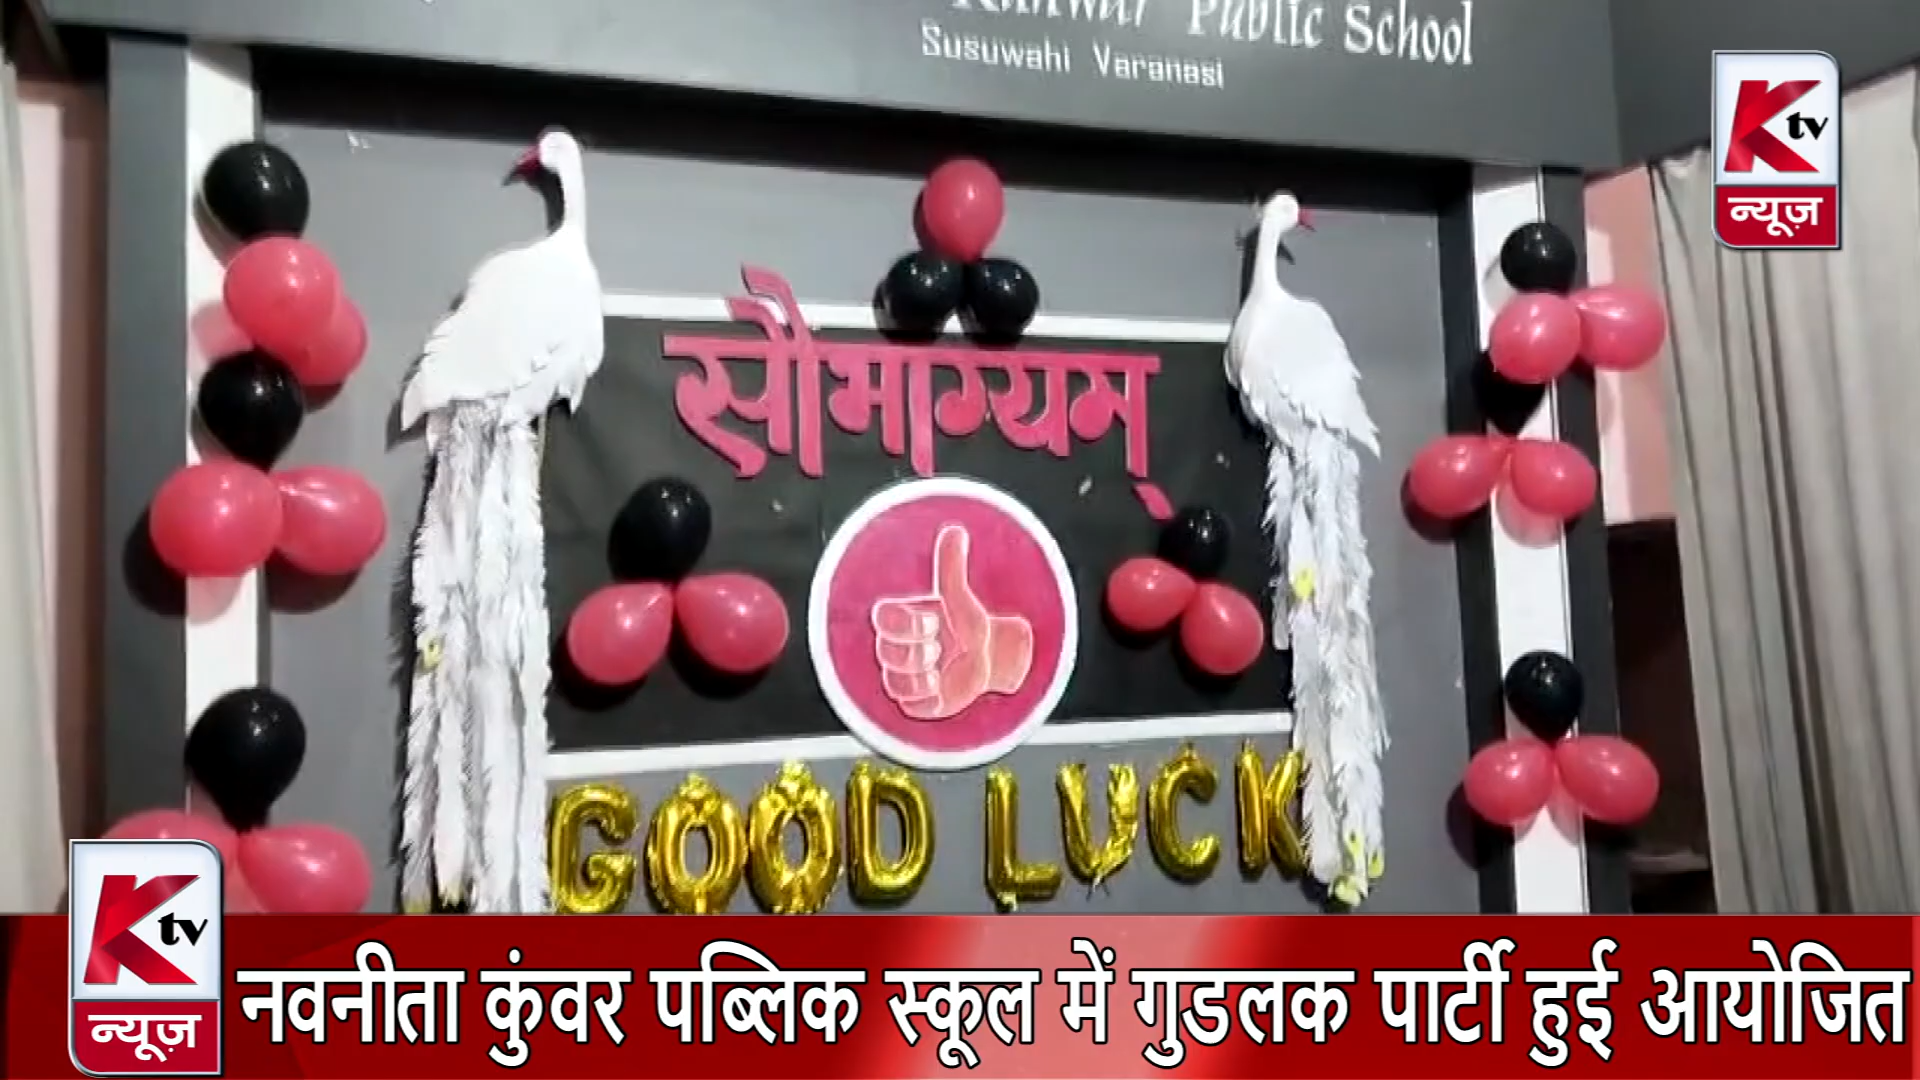 Public School
Susuwahi Varanasi
K tv
न्यूज़
सौभाग्यम्
GOOD LUCK
K tv
न्यूज़
नवनीता कुंवर पब्लिक स्कूल में गुडलक पार्टी हुई आयोजित